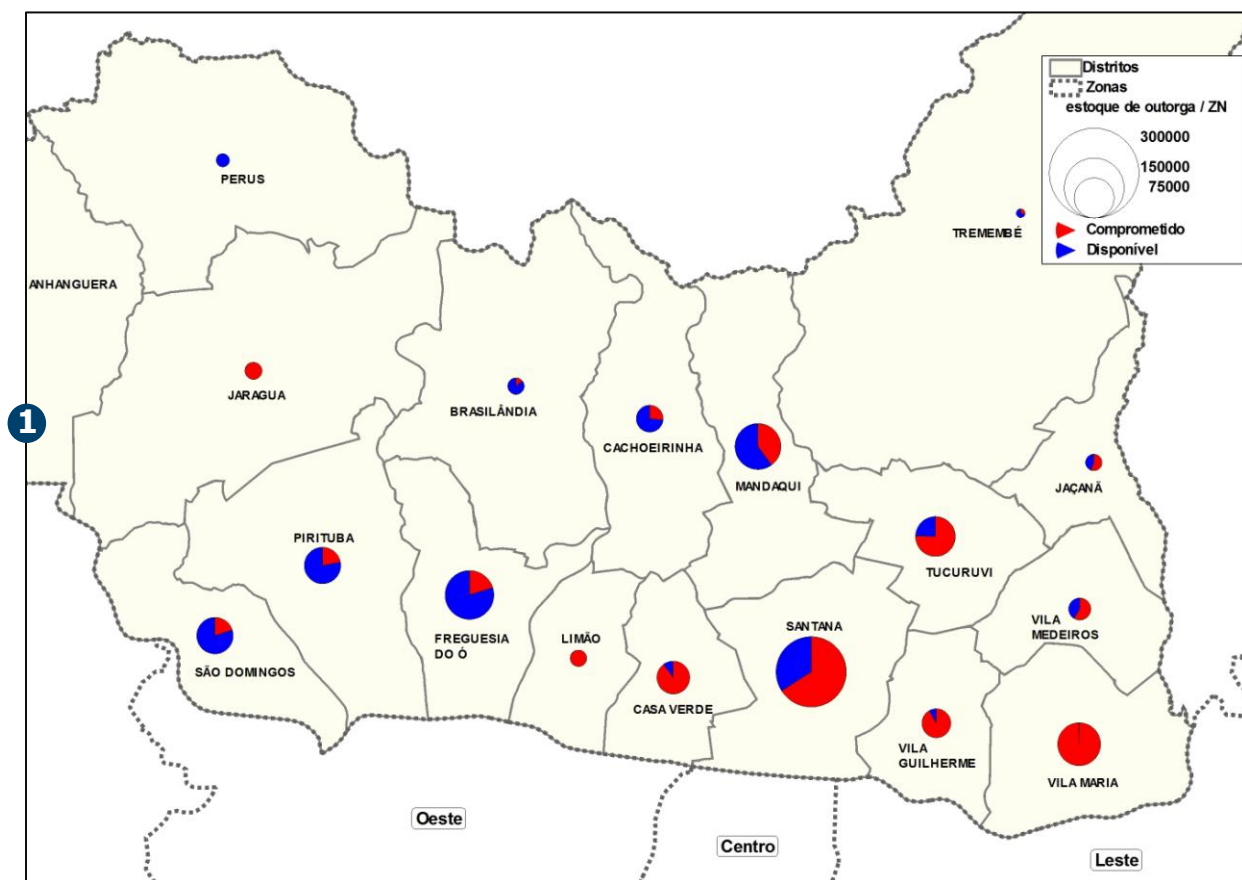 Distritos
Zonas
estoque de outorga / ZN
300000
150000
75000
Comprometido
Disponível
PERUS
TREMEMBÉ
ANHANGUERA
JARAGUA
BRASILÂNDIA
CACHOEIRINHA
MANDAQUI
JAÇANÃ
1
PIRITUBA
TUCURUVI
SÃO DOMINGOS
FREGUESIA
DO Ó
LIMÃO
CASA VERDE
SANTANA
VILA
MEDEIROS
VILA
GUILHERME
VILA MARIA
Oeste
Centro
Leste